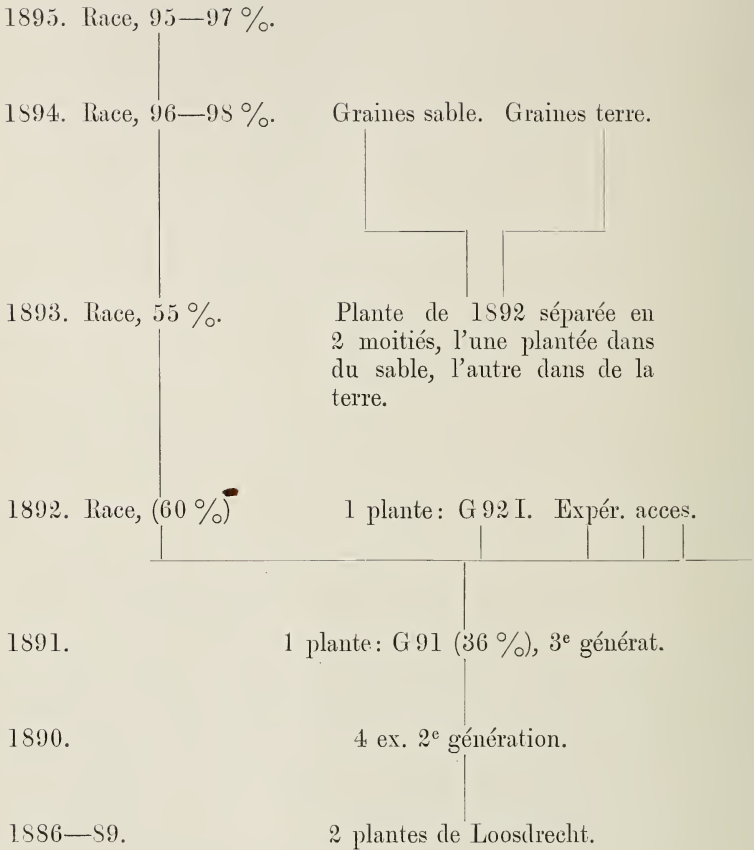 1895. Race, 95—97 %.
1894. Race, 96—98 %. Graines sable. Graines terre.
1893. Race, 55 %. Plante de 1892 séparée en
2 moitiés, l'une plantée dans
du sable, l'autre dans de la
terre.
1892. Race, (60 %) 1 plante: G 92 I. Expér. acces.
1891. 1 plante: G 91 (36 %), 3e générat.
1890. 4 ex. 2e génération.
1886—89. 2 plantes de Loosdrecht.